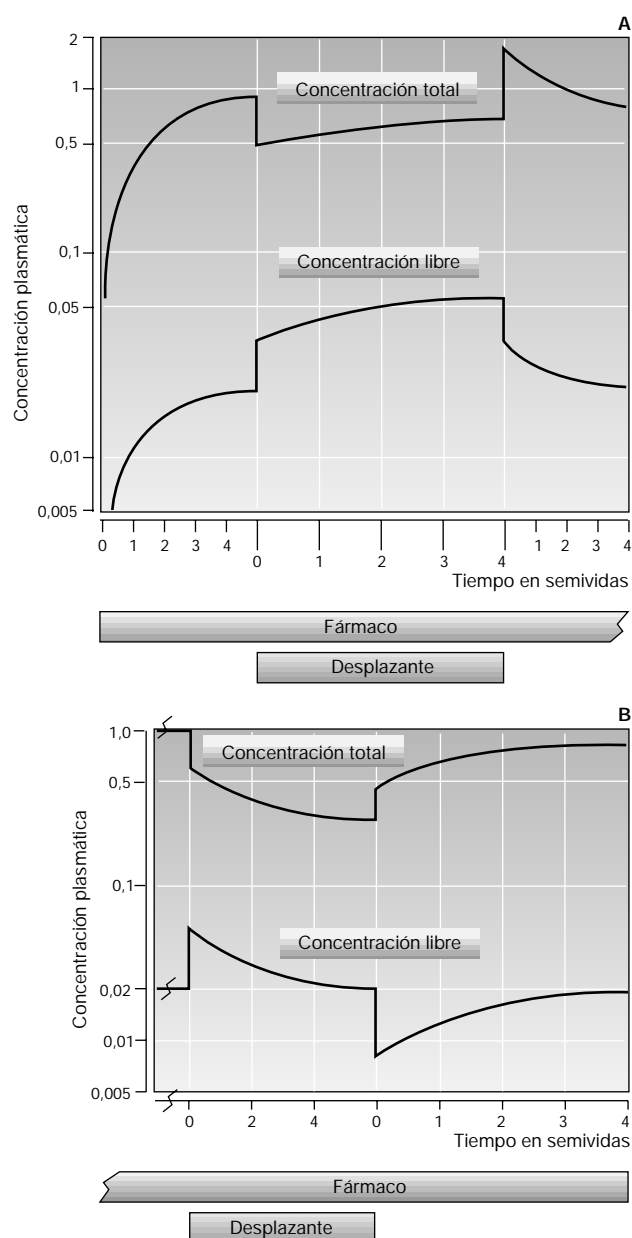 A
2
1
0,5
0,1
0,05
0,01
0,005
Concentración plasmática
Concentración total
Concentración libre
0 1 2 3 4 0 1 2 3 4 1 2 3 4
Tiempo en semividas
Fármaco
Desplazante
B
1,0
0,5
0,1
0,02
0,01
0,005
Concentración plasmática
Concentración total
Concentración libre
0 2 4 0 1 2 3 4
Tiempo en semividas
Fármaco
Desplazante